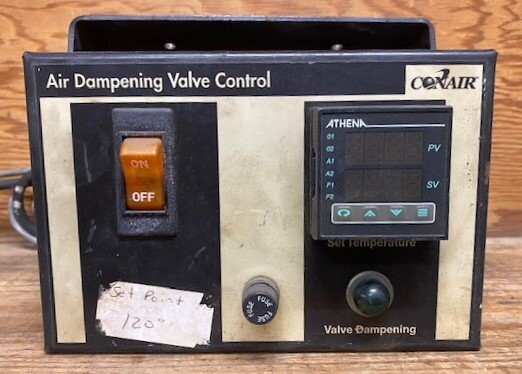 Air Dampening Valve Control
CONAIR
ATHENA
01
02
A1
A2
F1
F2
PV
SV
ON
OFF
Set Temperature
Set Point
120°
FUSE
FUSE
FUSE
Valve Dampening